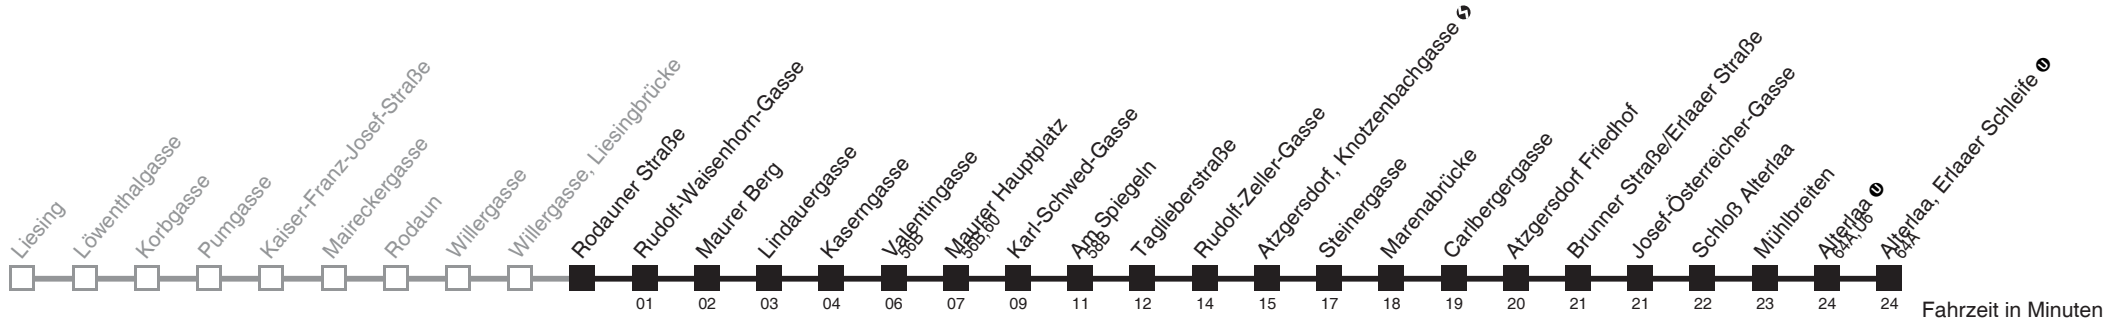 Liesing
Löwenthalgasse
Korbgasse
Purngasse
Kaiser-Franz-Josef-Straße
Maireckergasse
Rodaun
Willergasse
Willergasse, Liesingbrücke
Rodauner Straße
Rudolf-Waisenhorn-Gasse
Maurer Berg
Lindauergasse
Kaserngasse
Valentingasse
56B
Maurer Hauptplatz
56B,60
Karl-Schwed-Gasse
Am Spiegeln
58B
Taglieberstraße
Rudolf-Zeller-Gasse
Atzgersdorf, Knotzenbachgasse
Steinergasse
Marenabrücke
Carlbergergasse
Atzgersdorf Friedhof
Brunner Straße/Erlaaer Straße
Josef-Österreicher-Gasse
Schloß Alterlaa
Mühlbreiten
Alterlaa U
64A,U6
Alterlaa, Erlaaer Schleife U
64A
01 02 03 04 06 07 09 11 12 14 15 17 18 19 20 21 21 22 23 24 24 Fahrzeit in Minuten